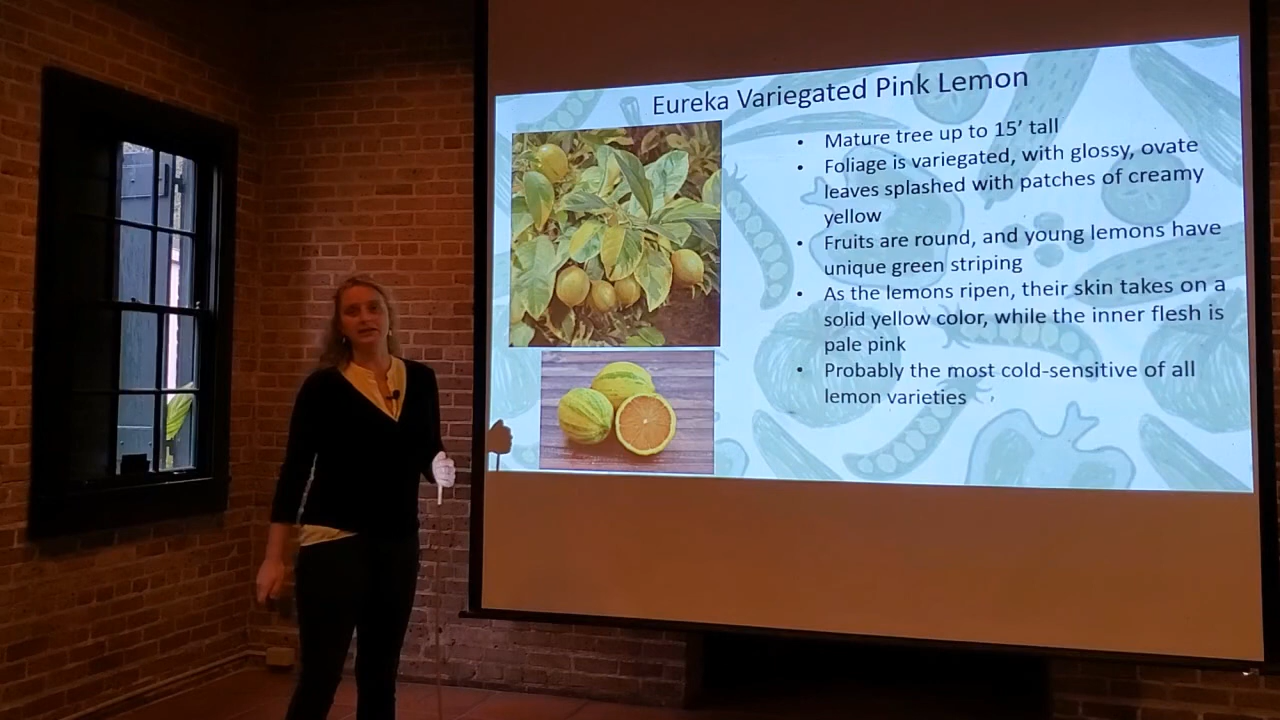 Eureka Variegated Pink Lemon
• Mature tree up to 15’ tall
• Foliage is variegated, with glossy, ovate
leaves splashed with patches of creamy
yellow
• Fruits are round, and young lemons have
unique green striping
• As the lemons ripen, their skin takes on a
solid yellow color, while the inner flesh is
pale pink
• Probably the most cold-sensitive of all
lemon varieties